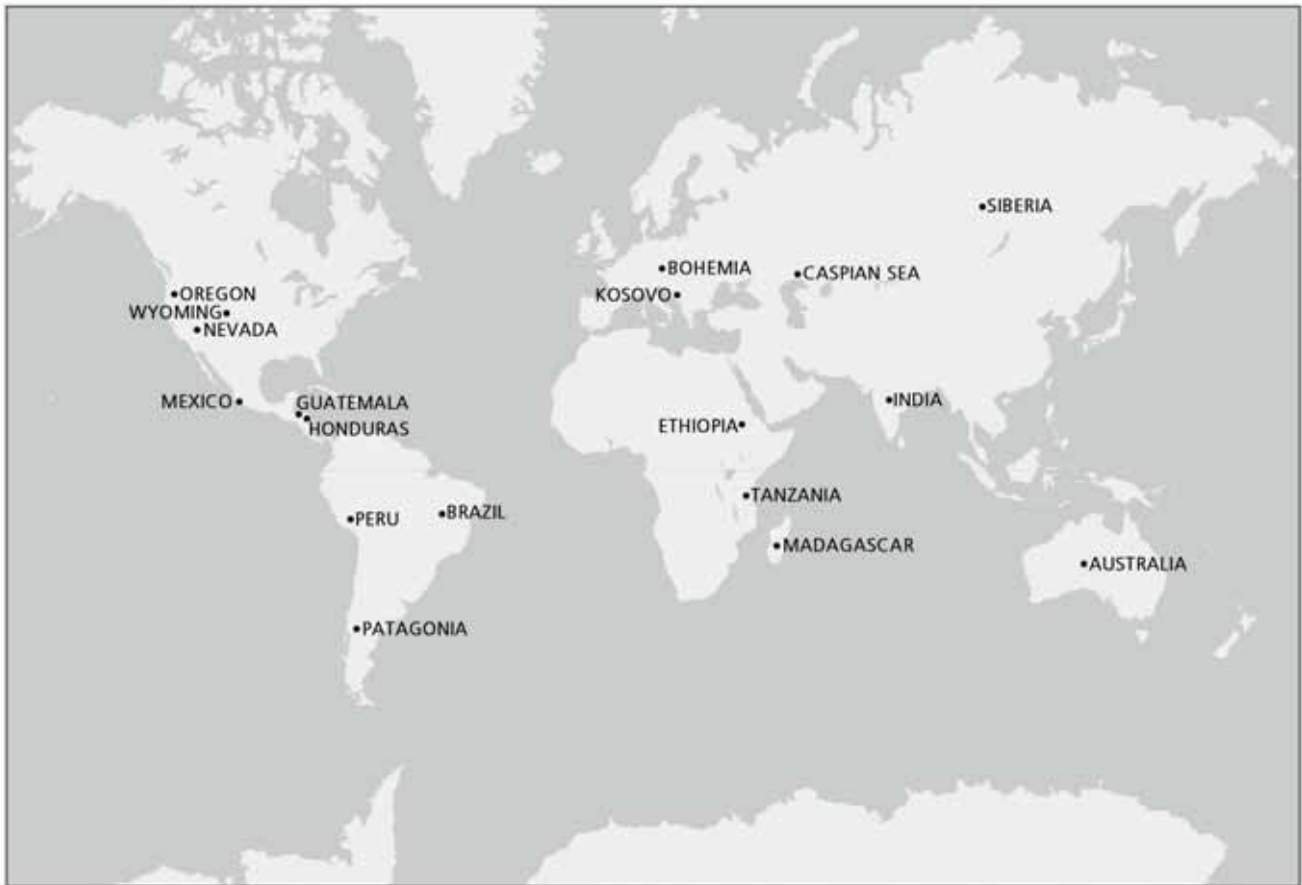 SIBERIA
BOHEMIA
CASPIAN SEA
KOSOVO
OREGON
WYOMING
NEVADA
MEXICO
GUATEMALA
INDIA
HONDURAS
ETHIOPIA
TANZANIA
PERU
BRAZIL
MADAGASCAR
AUSTRALIA
PATAGONIA